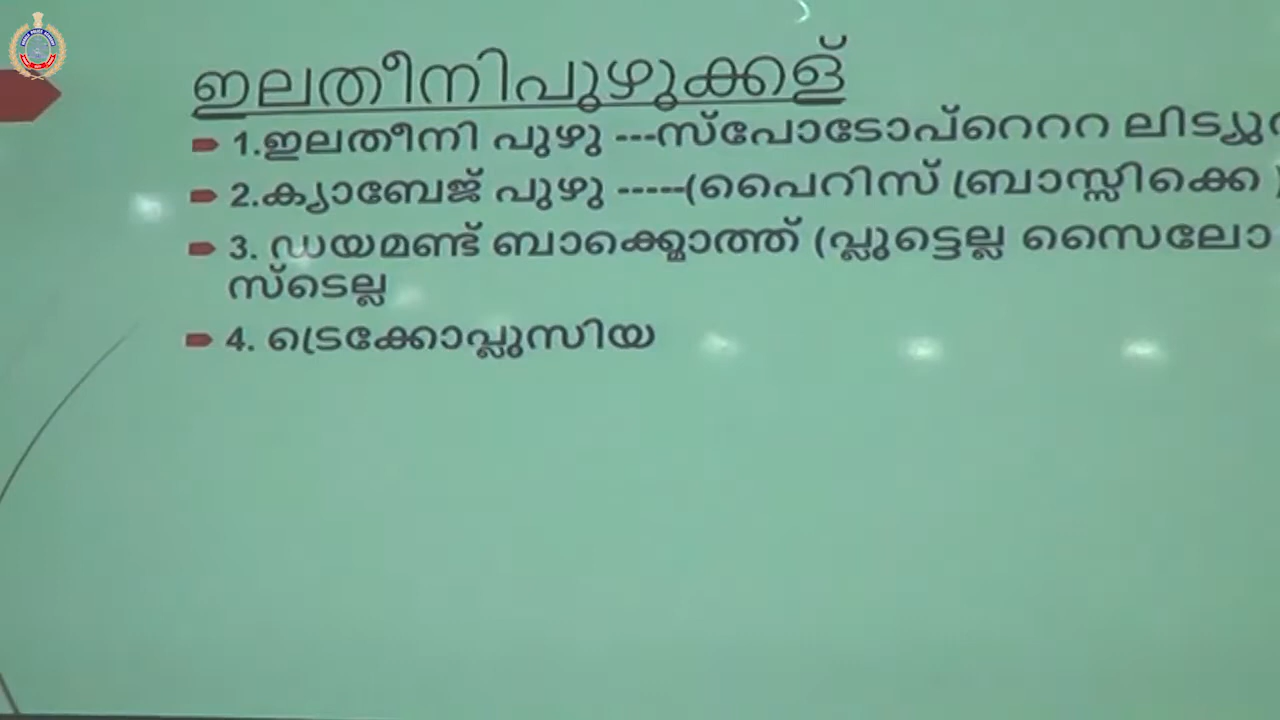 ഇലതീനിപുഴുക്കള്
1.ഇലതീനി പുഴു ---സ്പോടോപ്റെററ
2.ക്യാബേജ് പുഴു -----(പൈറിസ് ബ്രാസ്സിക്കെ )
3. ഡയമണ്ട് ബാക്ക്മൊത്ത് (പ്ലുട്ടെല്ല സൈലോ
സ്ടെല്ല
4. ട്രെക്കോപ്ലുസിയ